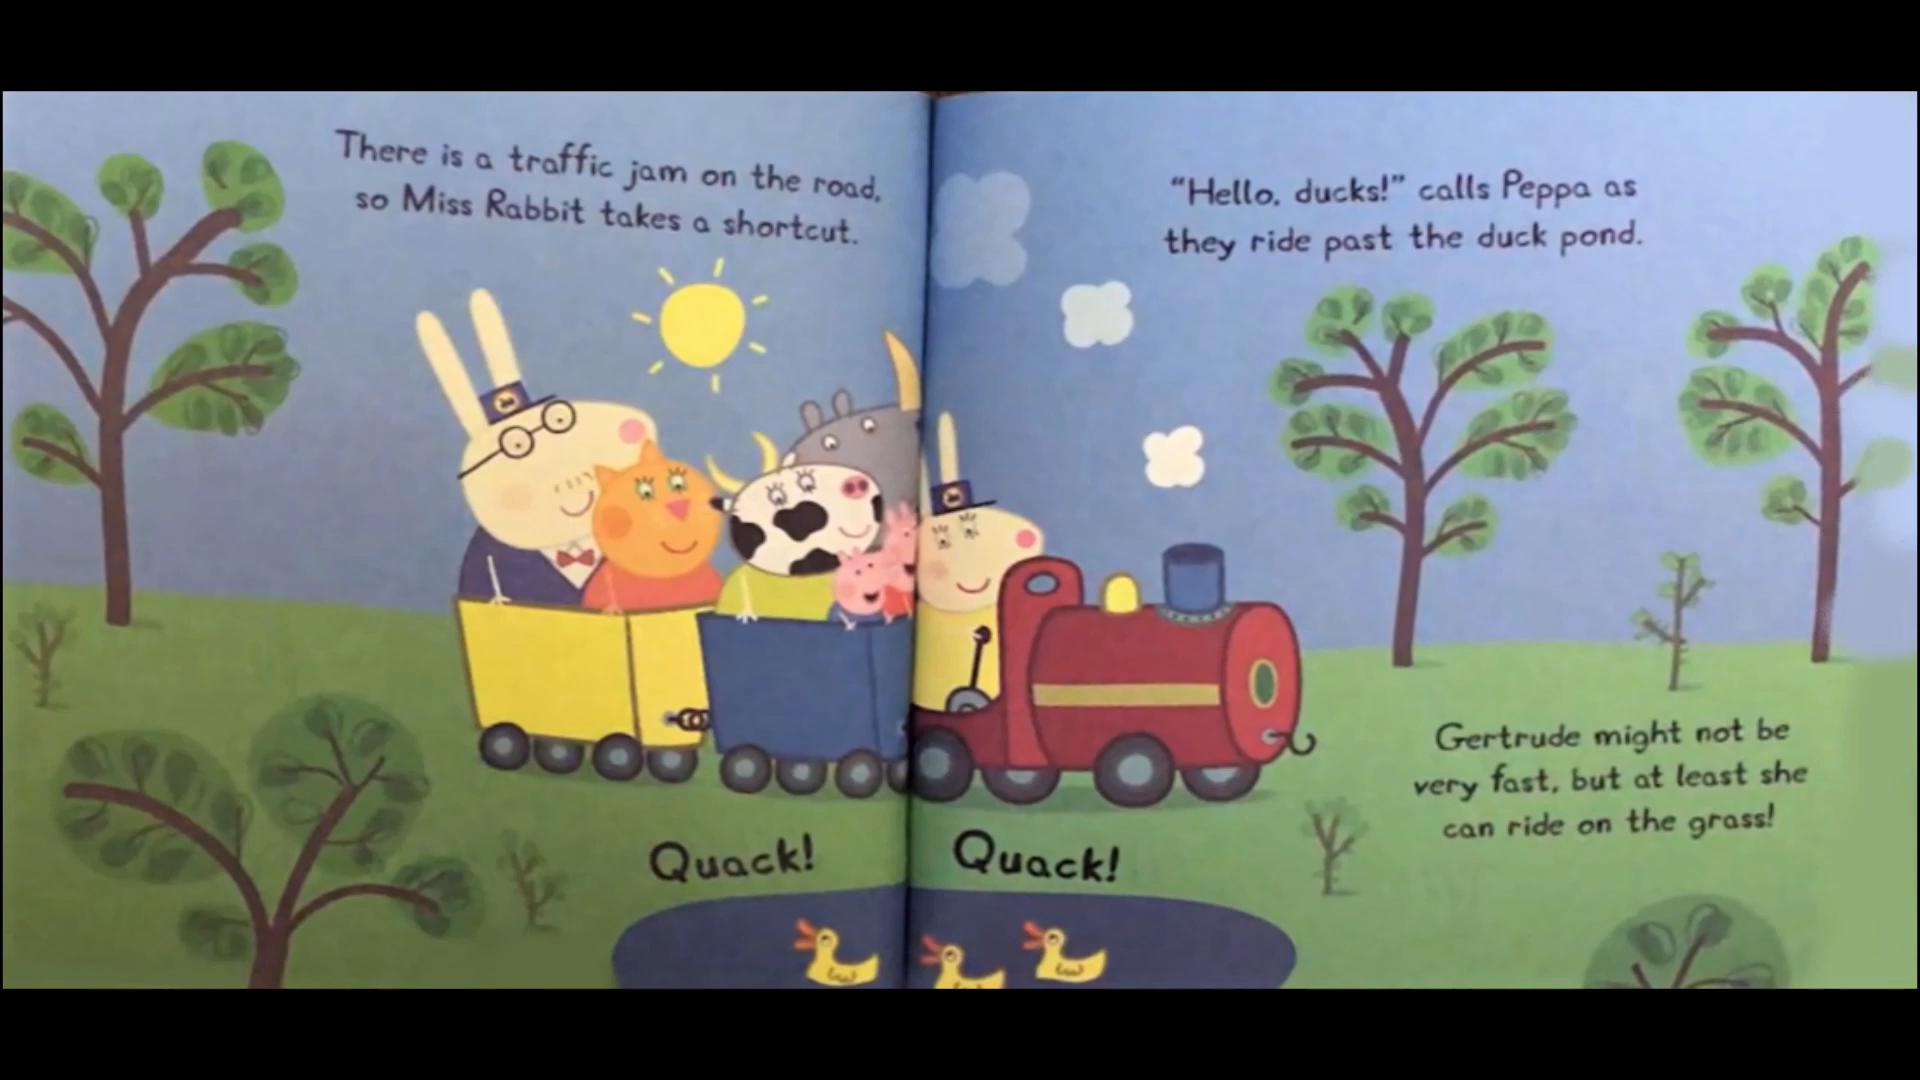 There is a traffic jam on the road,
so Miss Rabbit takes a shortcut.
"Hello, ducks!" calls Peppa as
they ride past the duck pond.
Gertrude might not be
very fast, but at least she
can ride on the grass!
Quack!
Quack!